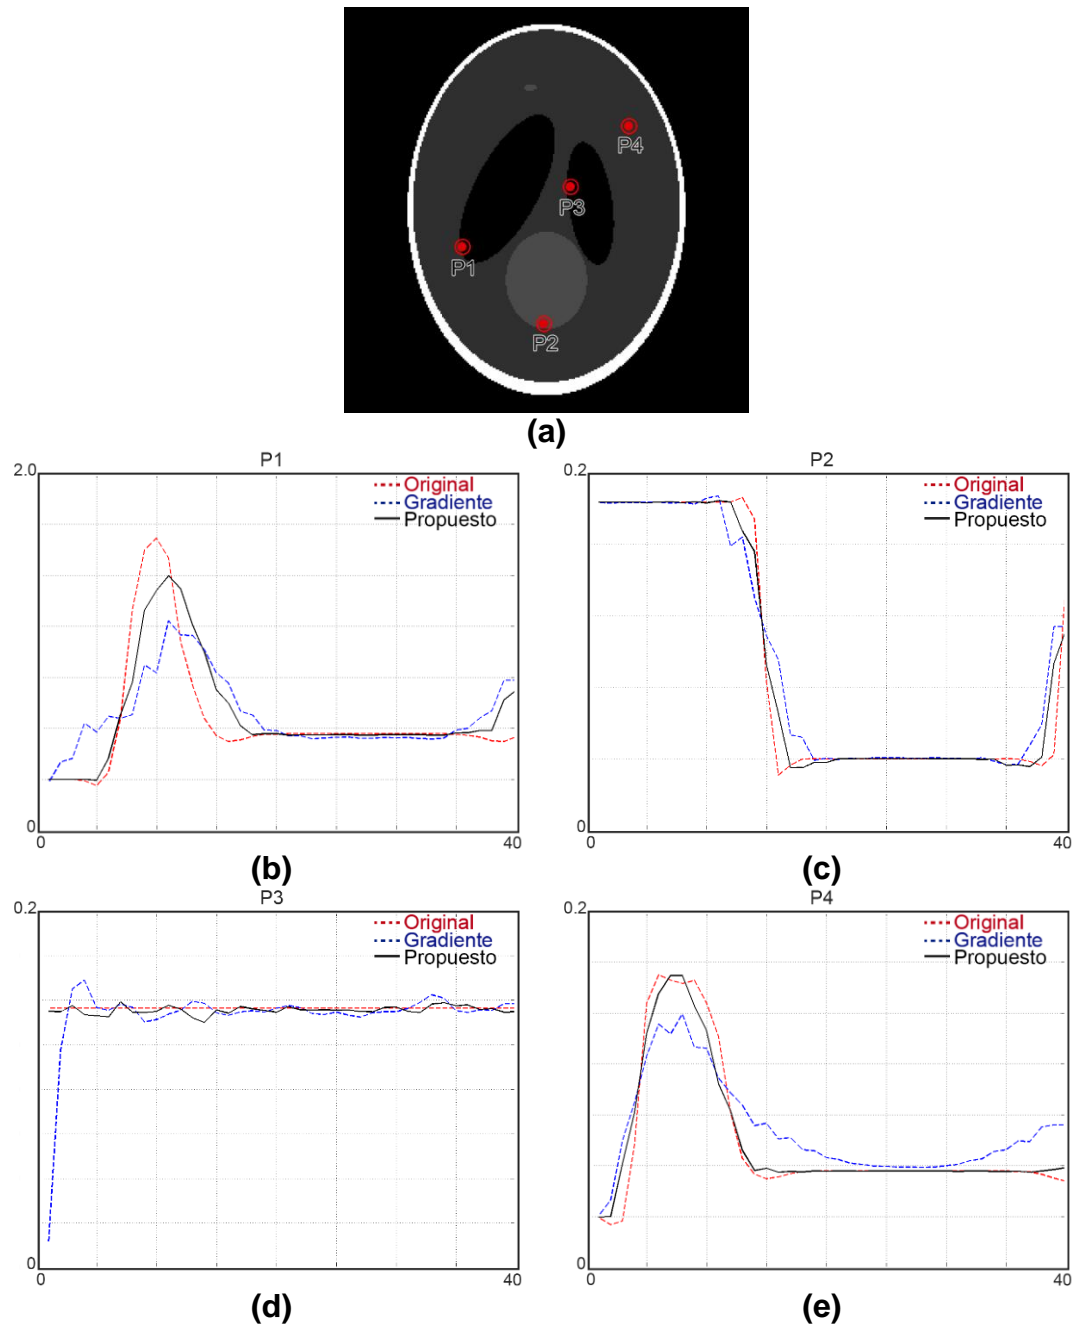 P4
P3
P1
P2
(a)
P1
2.0
Original
Gradiente
Propuesto
0
0
40
(b)
P2
0.2
Original
Gradiente
Propuesto
0
0
40
(c)
P3
0.2
Original
Gradiente
Propuesto
0
0
40
(d)
P4
0.2
Original
Gradiente
Propuesto
0
0
40
(e)